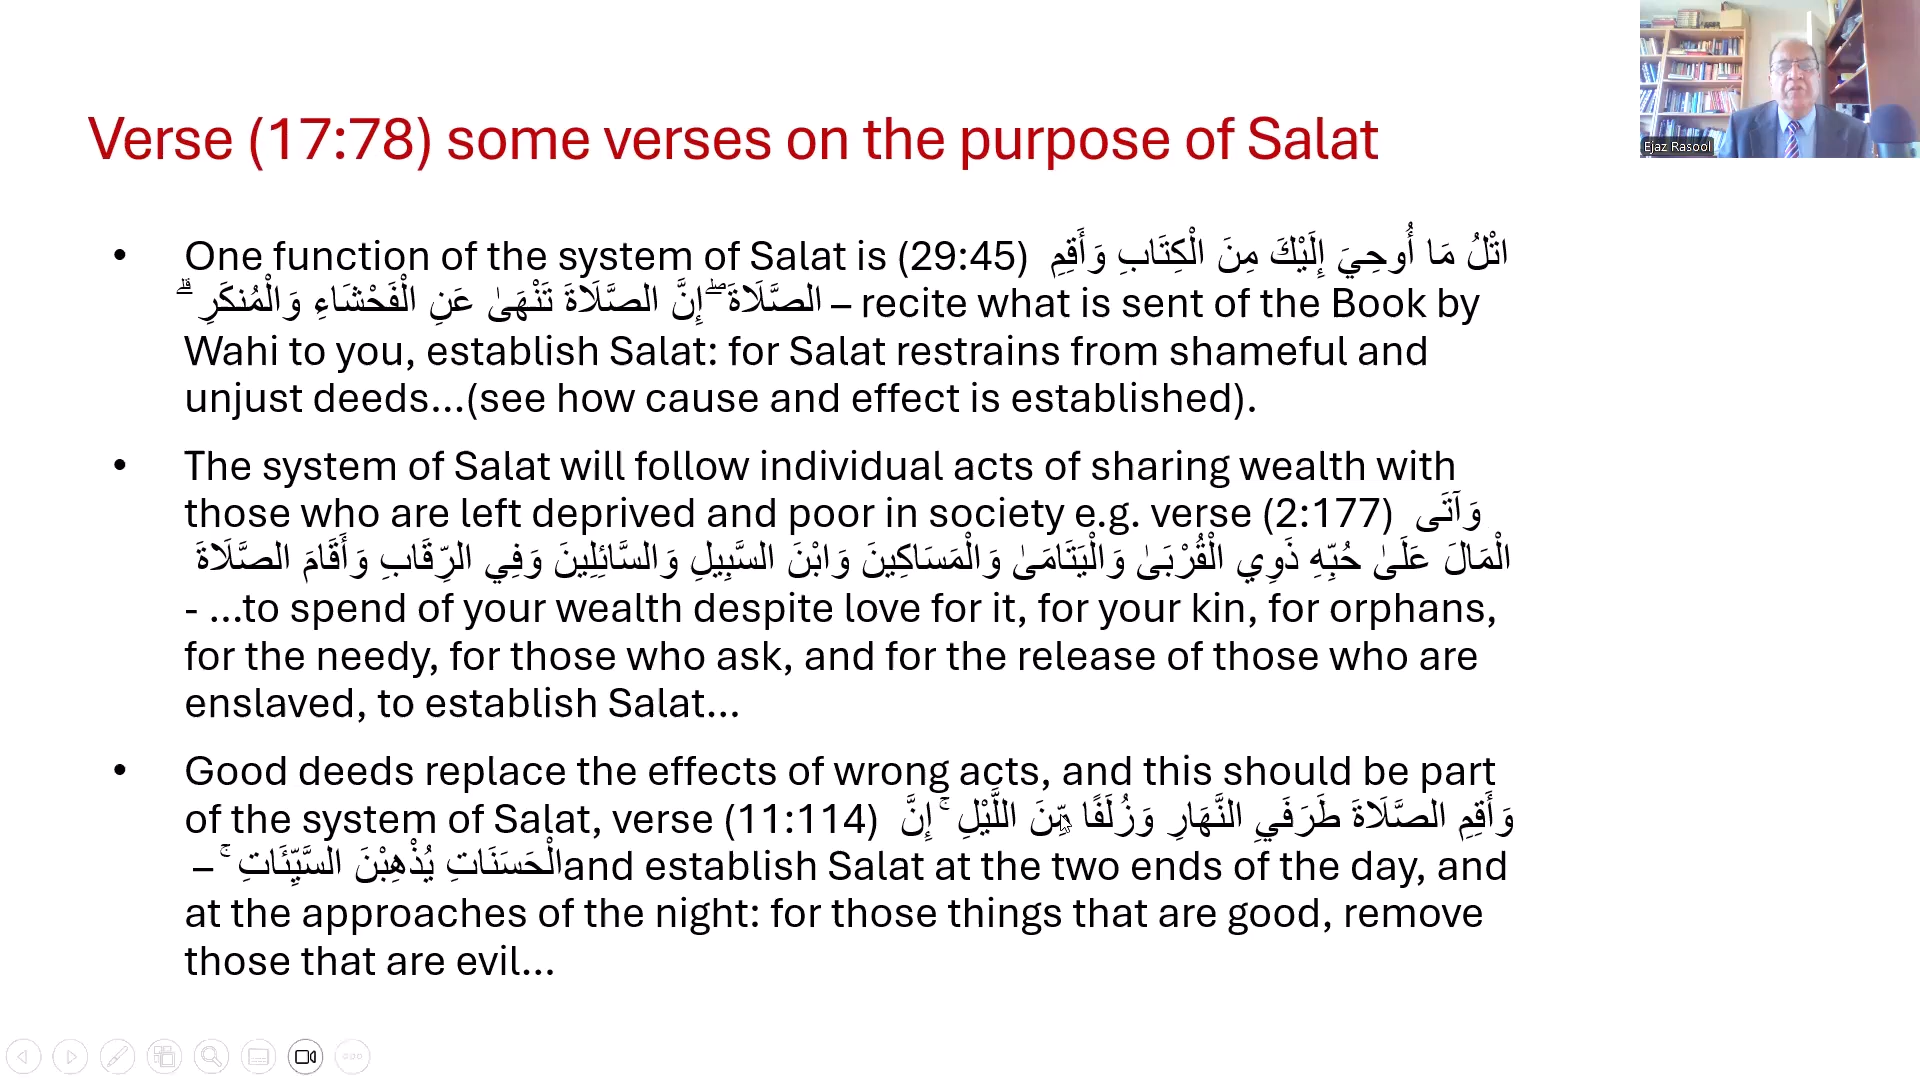 Verse (17:78) some verses on the purpose of Salat
Ejaz Rasool
• One function of the system of Salat is (29:45) اتْلُ مَا أُوحِيَ إِلَيْكَ مِنَ الْكِتَابِ وَأَقِمِ
الصَّلَاةَ ۖ إِنَّ الصَّلَاةَ تَنْهَىٰ عَنِ الْفَحْشَاءِ وَالْمُنكَرِ ۗ – recite what is sent of the Book by
Wahi to you, establish Salat: for Salat restrains from shameful and
unjust deeds...(see how cause and effect is established).
• The system of Salat will follow individual acts of sharing wealth with
those who are left deprived and poor in society e.g. verse (2:177) وَآتَى
الْمَالَ عَلَىٰ حُبِّهِ ذَوِي الْقُرْبَىٰ وَالْيَتَامَىٰ وَالْمَسَاكِينَ وَابْنَ السَّبِيلِ وَالسَّائِلِينَ وَفِي الرِّقَابِ وَأَقَامَ الصَّلَاةَ
- ...to spend of your wealth despite love for it, for your kin, for orphans,
for the needy, for those who ask, and for the release of those who are
enslaved, to establish Salat...
• Good deeds replace the effects of wrong acts, and this should be part
of the system of Salat, verse (11:114) وَأَقِمِ الصَّلَاةَ طَرَفَيِ النَّهَارِ وَزُلَفًا مِّنَ اللَّيْلِ ۚ إِنَّ
الْحَسَنَاتِ يُذْهِبْنَ السَّيِّئَاتِ ۚ – and establish Salat at the two ends of the day, and
at the approaches of the night: for those things that are good, remove
those that are evil...